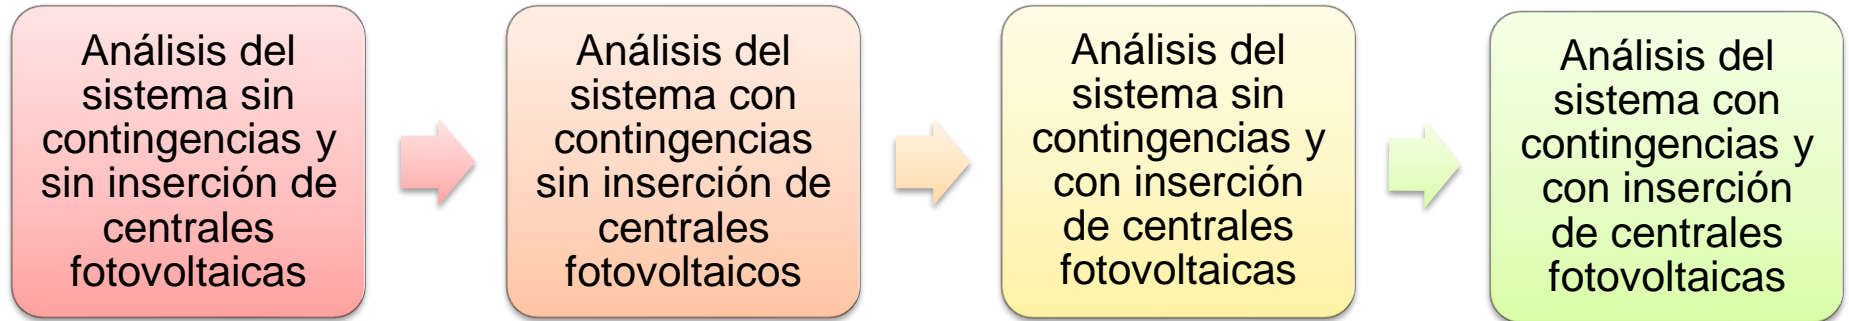 Análisis del
sistema sin
contingencias y
sin inserción de
centrales
fotovoltaicas
Análisis del
sistema con
contingencias
sin inserción de
centrales
fotovoltaicos
Análisis del
sistema sin
contingencias y
con inserción
de centrales
fotovoltaicas
Análisis del
sistema con
contingencias y
con inserción
de centrales
fotovoltaicas